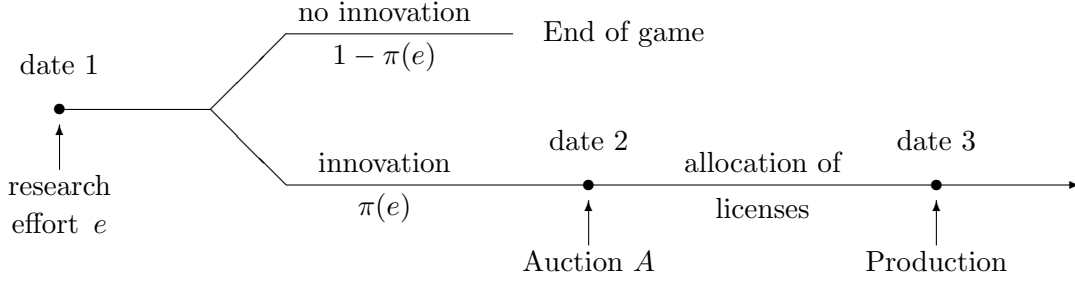 no innovation
1 − π(e)
End of game
date 1
research
effort e
innovation
π(e)
date 2
Auction A
allocation of
licenses
date 3
Production